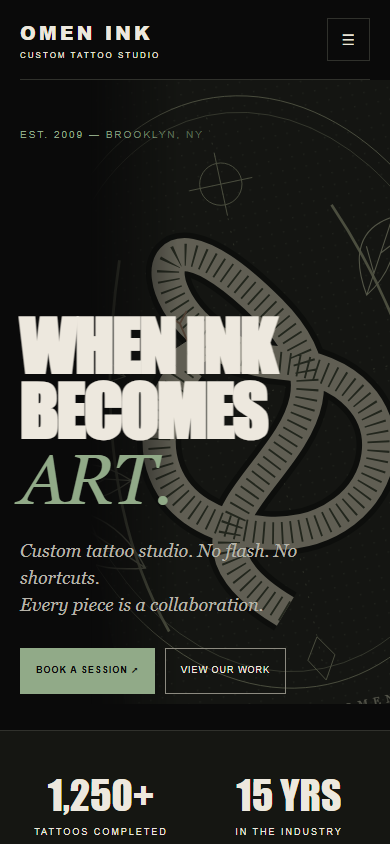 OMEN INK
CUSTOM TATTOO STUDIO
☰
EST. 2009 — BROOKLYN, NY
WHEN INK
BECOMES
ART.
Custom tattoo studio. No flash. No
shortcuts.
Every piece is a collaboration.
BOOK A SESSION ↗
VIEW OUR WORK
1,250+
15 YRS
TATTOOS COMPLETED
IN THE INDUSTRY